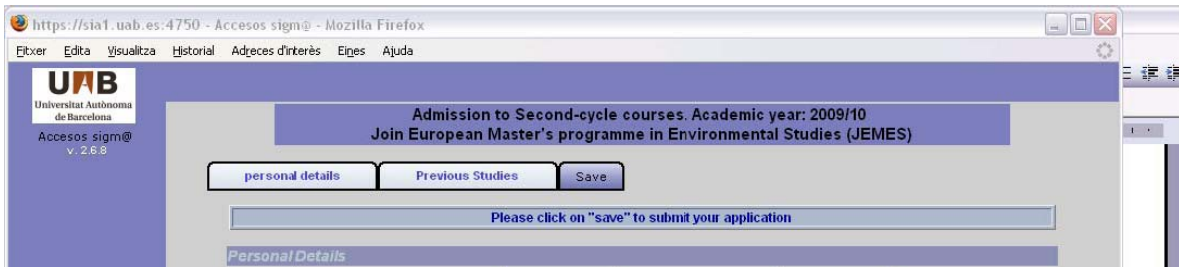 https://sia1.uab.es:4750 - Accesos sigm@ - Mozilla Firefox
Fitxer Edita Visualitza Historial Adreces d'interès Eines Ajuda
UAB
Universitat Autònoma
de Barcelona
Accesos sigm@
v. 2.6.8
Admission to Second-cycle courses. Academic year: 2009/10
Join European Master's programme in Environmental Studies (JEMES)
personal details Previous Studies Save
Please click on "save" to submit your application
Personal Details